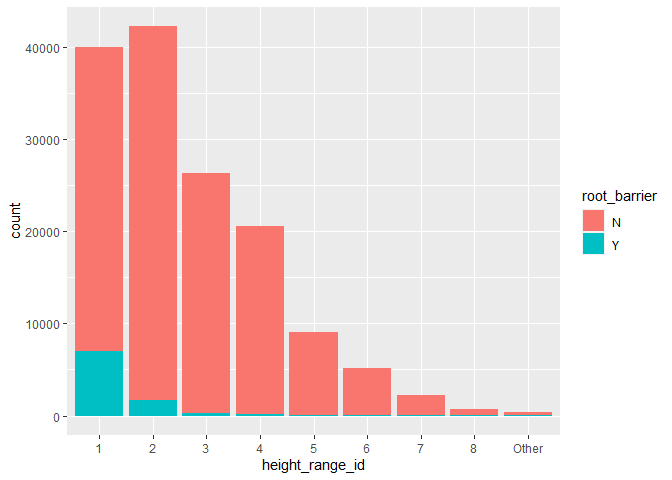 40000
30000
20000
10000
0
count
1 2 3 4 5 6 7 8 Other
height_range_id
root_barrier
N
Y